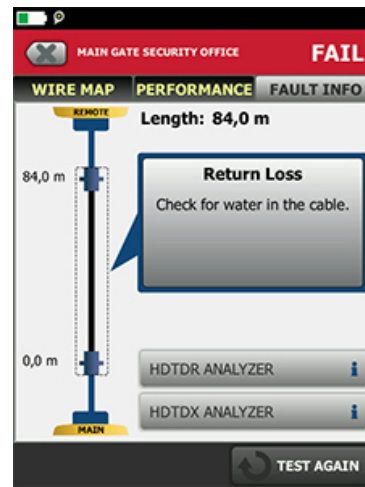 MAIN GATE SECURITY OFFICE
FAIL
WIRE MAP
PERFORMANCE
FAULT INFO
REMOTE
Length: 84,0 m
84,0 m
Return Loss
Check for water in the cable.
0,0 m
HDTDR ANALYZER i
HDTDX ANALYZER i
MAIN
TEST AGAIN